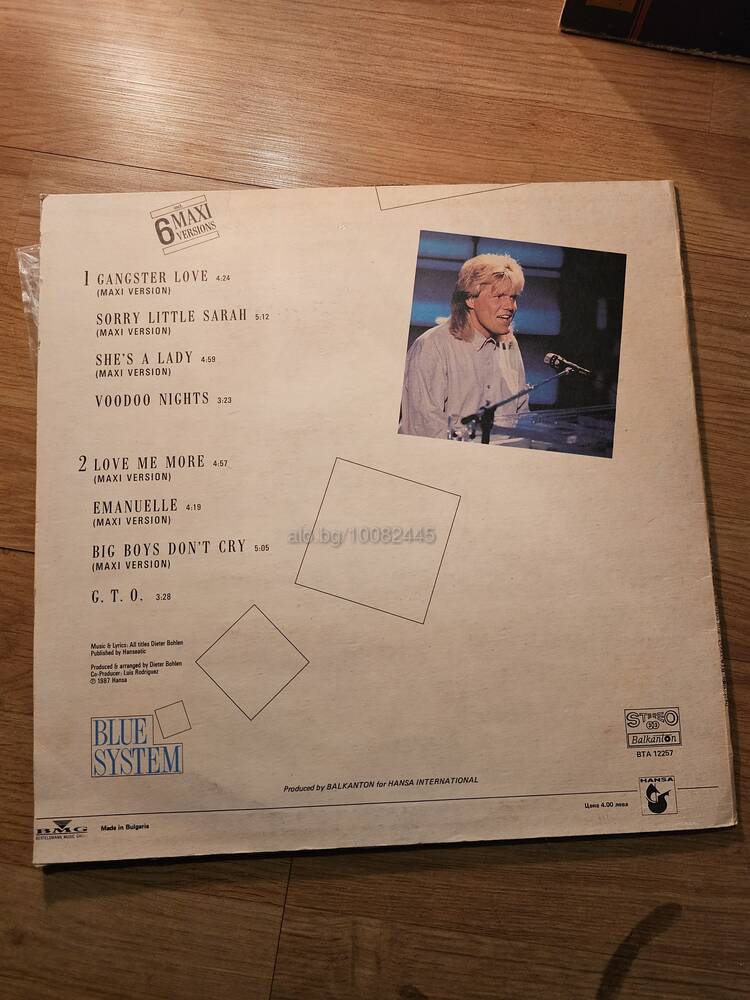 incl.
6 MAXI
VERSIONS
1 GANGSTER LOVE 4:24
(MAXI VERSION)
SORRY LITTLE SARAH 5:12
(MAXI VERSION)
SHE'S A LADY 4:59
(MAXI VERSION)
VOODOO NIGHTS 3:23
2 LOVE ME MORE 4:57
(MAXI VERSION)
EMANUELLE 4:19
(MAXI VERSION)
alo.bg/10082445
BIG BOYS DON'T CRY 5:05
(MAXI VERSION)
G. T. O. 3:28
Music & Lyrics: All titles Dieter Bohlen
Published by Hanseatic
Produced & arranged by Dieter Bohlen
Co-Producer: Luis Rodriguez
℗ 1987 Hansa
BLUE
SYSTEM
STEREO
Balkanton
BTA 12257
Produced by BALKANTON for HANSA INTERNATIONAL
HANSA
Цена 4.00 лева
BMG
BERTELSMANN MUSIC GROUP
Made in Bulgaria